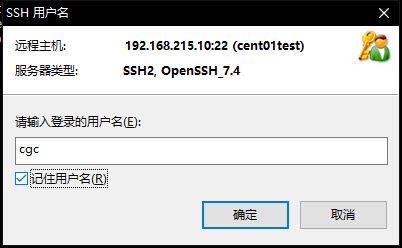 SSH 用户名
远程主机: 192.168.215.10:22 (cent01test)
服务器类型: SSH2, OpenSSH_7.4
请输入登录的用户名(E):
cgc
记住用户名(R)
确定 取消